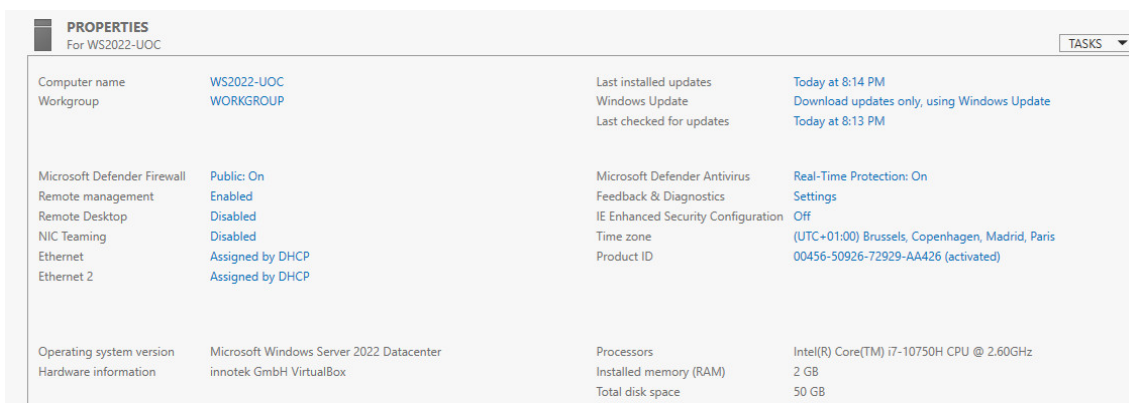 PROPERTIES
For WS2022-UOC
TASKS
Computer name WS2022-UOC Last installed updates Today at 8:14 PM
Workgroup WORKGROUP Windows Update Download updates only, using Windows Update
Last checked for updates Today at 8:13 PM
Microsoft Defender Firewall Public: On Microsoft Defender Antivirus Real-Time Protection: On
Remote management Enabled Feedback & Diagnostics Settings
Remote Desktop Disabled IE Enhanced Security Configuration Off
NIC Teaming Disabled Time zone (UTC+01:00) Brussels, Copenhagen, Madrid, Paris
Ethernet Assigned by DHCP Product ID 00456-50926-72929-AA426 (activated)
Ethernet 2 Assigned by DHCP
Operating system version Microsoft Windows Server 2022 Datacenter Processors Intel(R) Core(TM) i7-10750H CPU @ 2.60GHz
Hardware information innotek GmbH VirtualBox Installed memory (RAM) 2 GB
Total disk space 50 GB